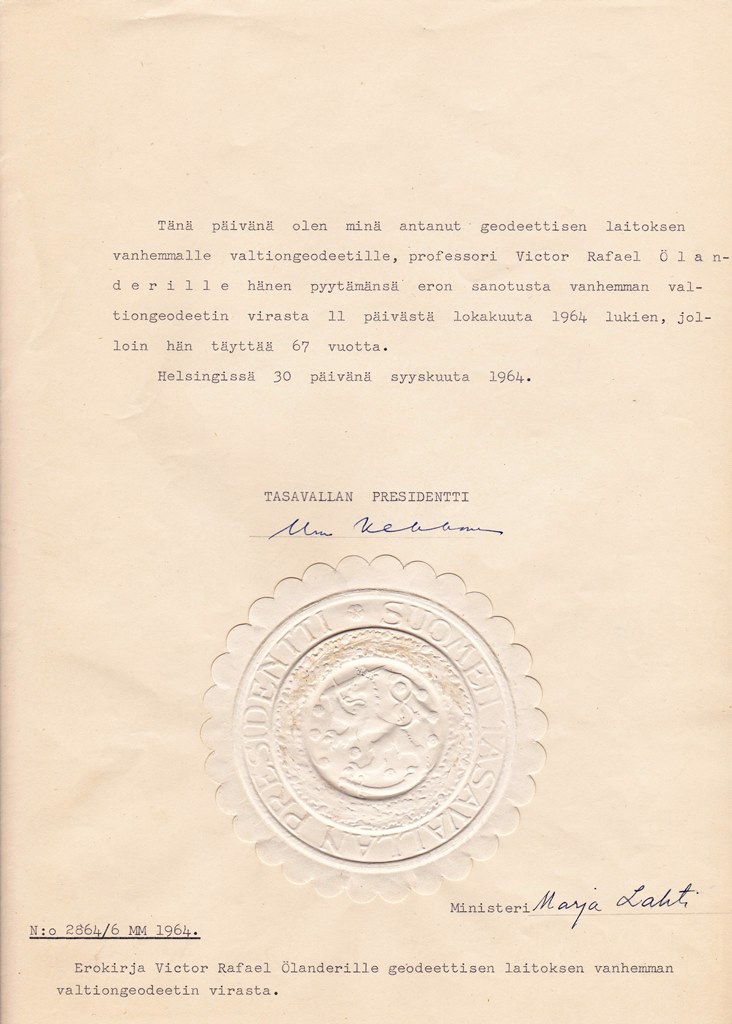 Tänä päivänä olen minä antanut geodeettisen laitoksen
vanhemmalle valtiongeodeetille, professori Victor Rafael Ö l a n-
d e r i l l e hänen pyytämänsä eron sanotusta vanhemman val-
tiongeodeetin virasta 11 päivästä lokakuuta 1964 lukien, jol-
loin hän täyttää 67 vuotta.
Helsingissä 30 päivänä syyskuuta 1964.
TASAVALLAN PRESIDENTTI
Urho Kekkonen
SUOMEN TASAVALLAN PRESIDENTTI
Ministeri Marja Lahti
N:o 2864/6 MM 1964.
Erokirja Victor Rafael Ölanderille geodeettisen laitoksen vanhemman
valtiongeodeetin virasta.